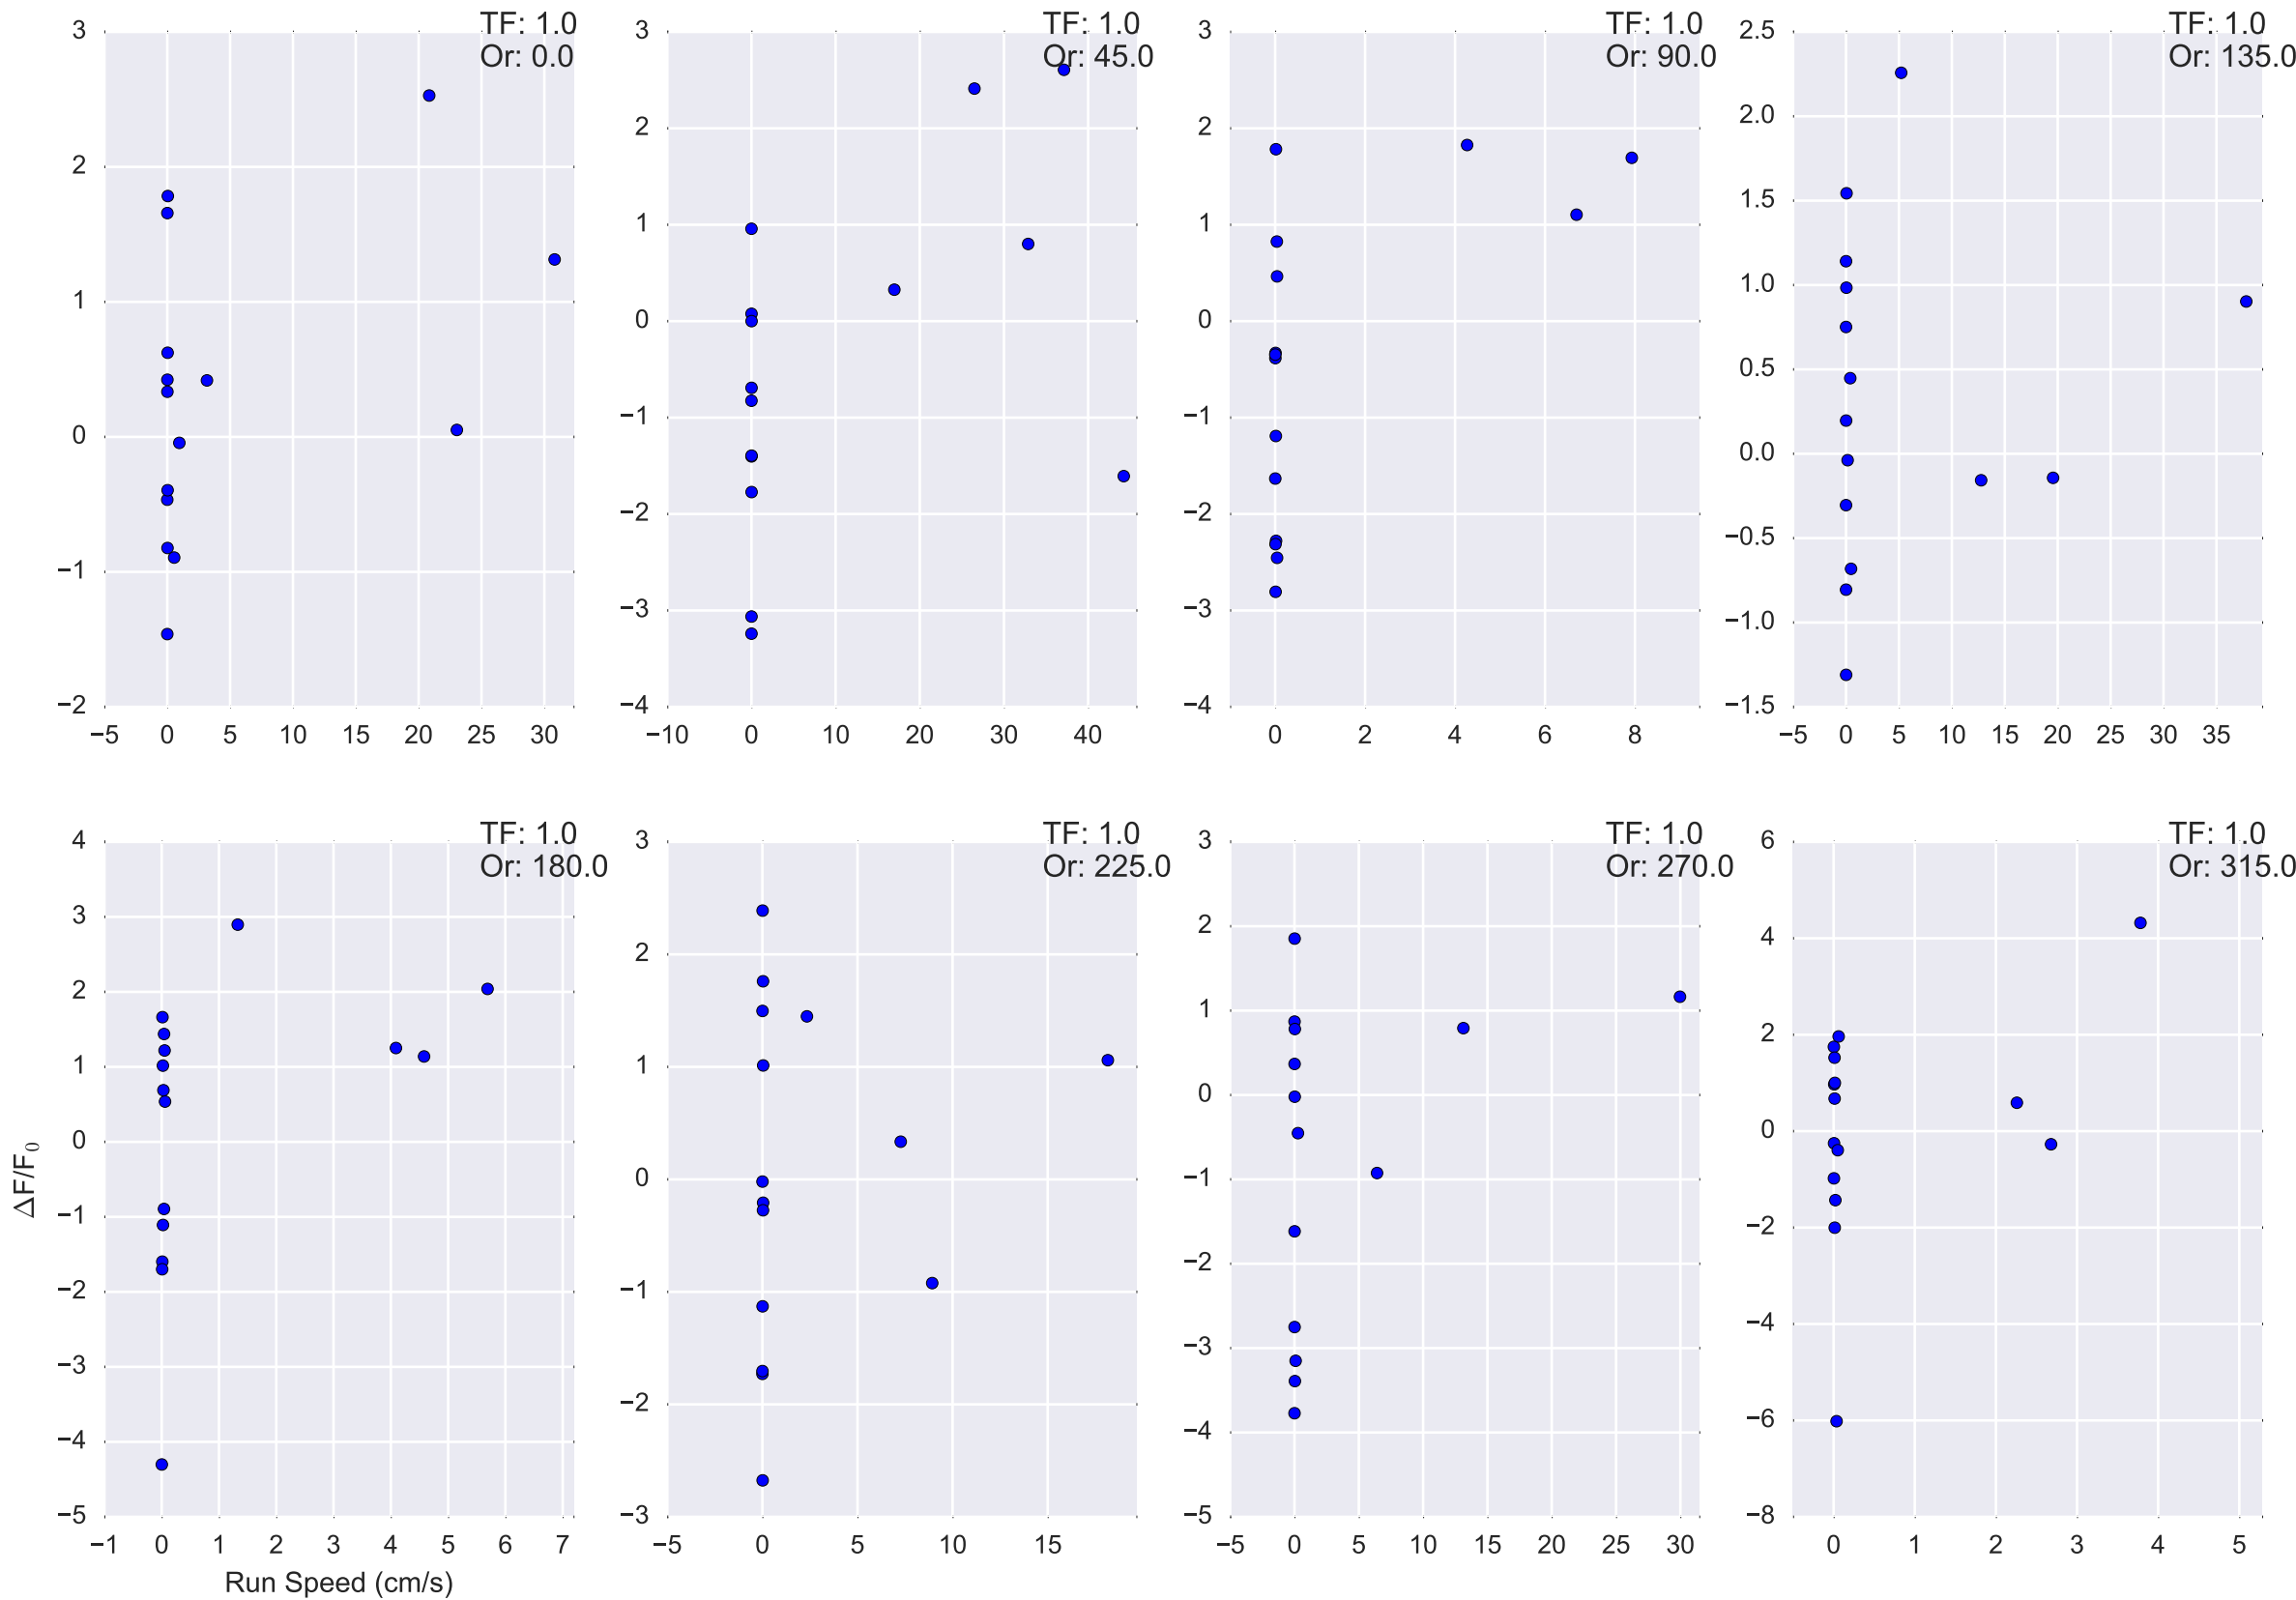 TF: 1.0
Or: 0.0
3
2
1
0
−1
−2
−5 0 5 10 15 20 25 30
TF: 1.0
Or: 45.0
3
2
1
0
−1
−2
−3
−4
−10 0 10 20 30 40
TF: 1.0
Or: 90.0
3
2
1
0
−1
−2
−3
−4
0 2 4 6 8
TF: 1.0
Or: 135.0
2.5
2.0
1.5
1.0
0.5
0.0
−0.5
−1.0
−1.5
−5 0 5 10 15 20 25 30 35
TF: 1.0
Or: 180.0
4
3
2
1
0
−1
−2
−3
−4
−5
−1 0 1 2 3 4 5 6 7
ΔF/F₀
Run Speed (cm/s)
TF: 1.0
Or: 225.0
3
2
1
0
−1
−2
−3
−5 0 5 10 15
TF: 1.0
Or: 270.0
3
2
1
0
−1
−2
−3
−4
−5
−5 0 5 10 15 20 25 30
TF: 1.0
Or: 315.0
6
4
2
0
−2
−4
−6
−8
0 1 2 3 4 5